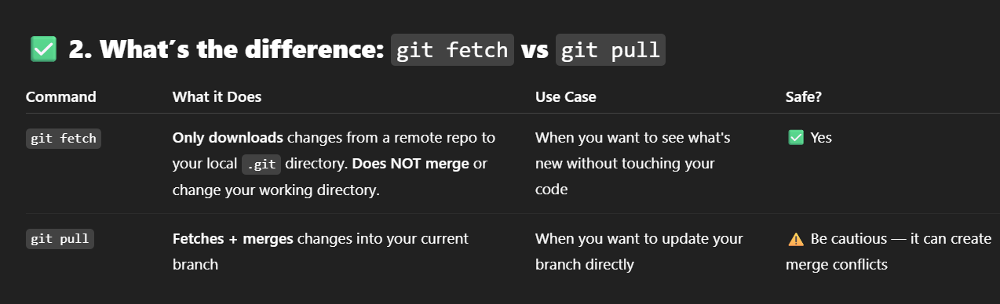 ✅ 2. What´s the difference: git fetch vs git pull
Command What it Does Use Case Safe?
git fetch Only downloads changes from a remote repo to When you want to see what's ✅ Yes
your local .git directory. Does NOT merge or new without touching your
change your working directory. code
git pull Fetches + merges changes into your current When you want to update your ⚠️ Be cautious — it can create
branch branch directly merge conflicts